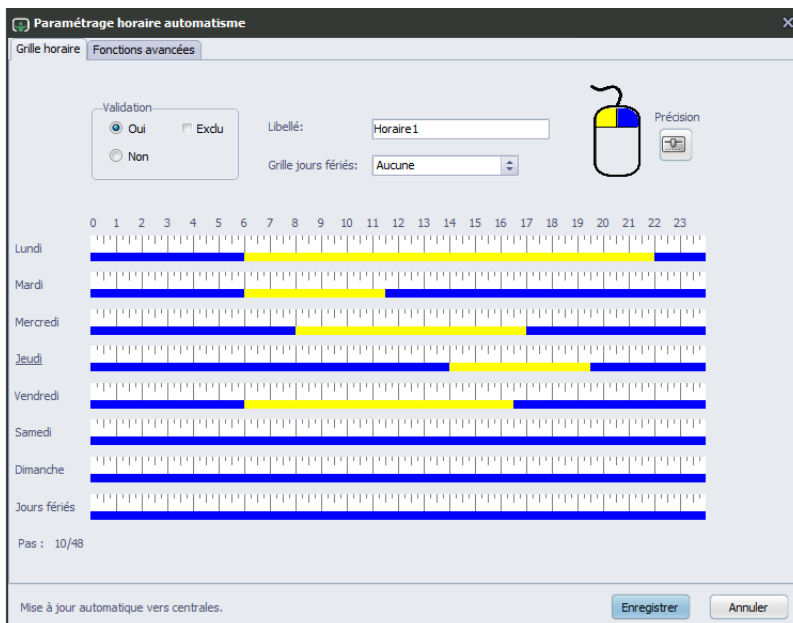 Paramétrage horaire automatisme
Grille horaire Fonctions avancées
Validation
Oui Exclu
Non
Libellé: Horaire1
Grille jours fériés: Aucune
Précision
0 1 2 3 4 5 6 7 8 9 10 11 12 13 14 15 16 17 18 19 20 21 22 23
Lundi
Mardi
Mercredi
Jeudi
Vendredi
Samedi
Dimanche
Jours fériés
Pas : 10/48
Mise à jour automatique vers centrales.
Enregistrer Annuler